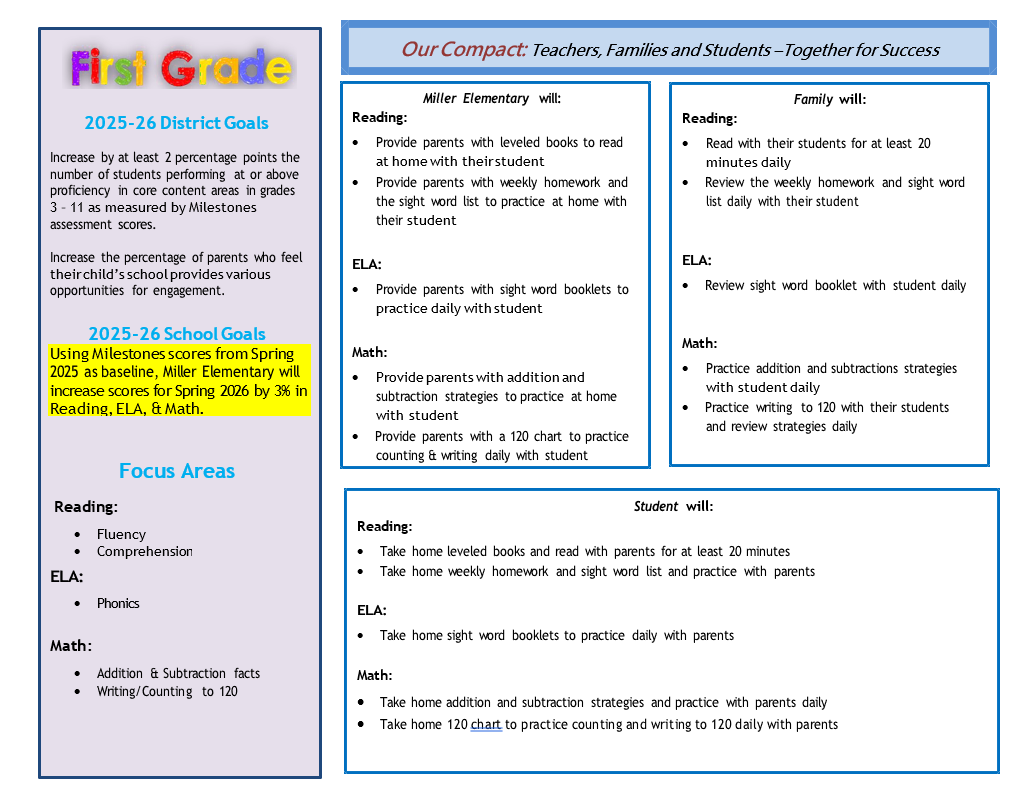 First Grade
2025-26 District Goals
Increase by at least 2 percentage points the
number of students performing at or above
proficiency in core content areas in grades
3 – 11 as measured by Milestones
assessment scores.
Increase the percentage of parents who feel
their child's school provides various
opportunities for engagement.
2025-26 School Goals
Using Milestones scores from Spring
2025 as baseline, Miller Elementary will
increase scores for Spring 2026 by 3% in
Reading, ELA, & Math.
Focus Areas
Reading:
• Fluency
• Comprehension
ELA:
• Phonics
Math:
• Addition & Subtraction facts
• Writing/Counting to 120
Our Compact: Teachers, Families and Students –Together for Success
Miller Elementary will:
Reading:
• Provide parents with leveled books to read
at home with their student
• Provide parents with weekly homework and
the sight word list to practice at home with
their student
ELA:
• Provide parents with sight word booklets to
practice daily with student
Math:
• Provide parents with addition and
subtraction strategies to practice at home
with student
• Provide parents with a 120 chart to practice
counting & writing daily with student
Family will:
Reading:
• Read with their students for at least 20
minutes daily
• Review the weekly homework and sight word
list daily with their student
ELA:
• Review sight word booklet with student daily
Math:
• Practice addition and subtractions strategies
with student daily
• Practice writing to 120 with their students
and review strategies daily
Student will:
Reading:
• Take home leveled books and read with parents for at least 20 minutes
• Take home weekly homework and sight word list and practice with parents
ELA:
• Take home sight word booklets to practice daily with parents
Math:
• Take home addition and subtraction strategies and practice with parents daily
• Take home 120 chart to practice counting and writing to 120 daily with parents